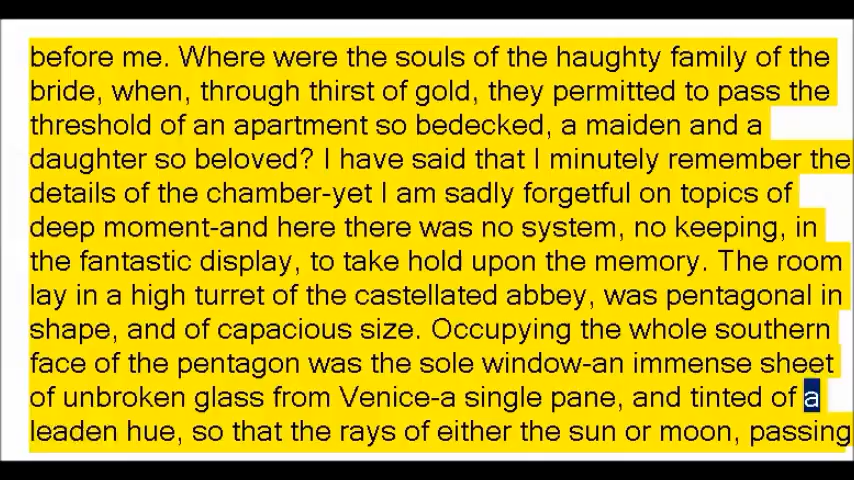 before me. Where were the souls of the haughty family of the
bride, when, through thirst of gold, they permitted to pass the
threshold of an apartment so bedecked, a maiden and a
daughter so beloved? I have said that I minutely remember the
details of the chamber-yet I am sadly forgetful on topics of
deep moment-and here there was no system, no keeping, in
the fantastic display, to take hold upon the memory. The room
lay in a high turret of the castellated abbey, was pentagonal in
shape, and of capacious size. Occupying the whole southern
face of the pentagon was the sole window-an immense sheet
of unbroken glass from Venice-a single pane, and tinted of a
leaden hue, so that the rays of either the sun or moon, passing